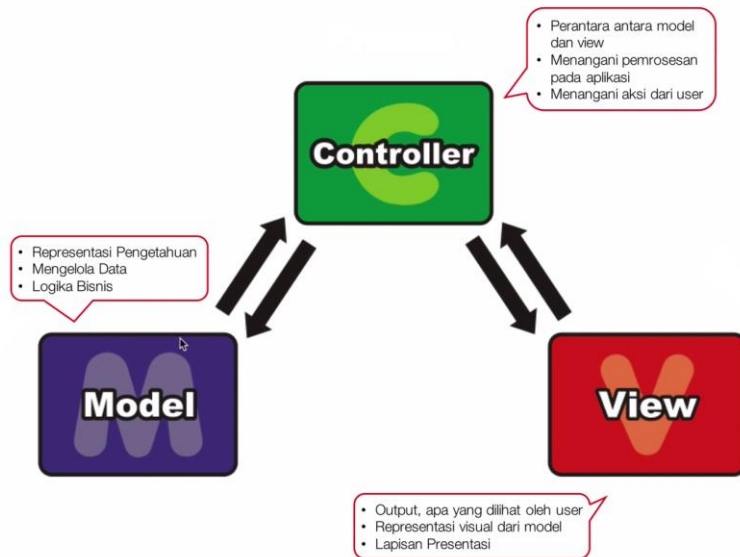 • Perantara antara model
dan view
• Menangani pemrosesan
pada aplikasi
• Menangani aksi dari user
C
Controller
• Representasi Pengetahuan
• Mengelola Data
• Logika Bisnis
M
Model
V
View
• Output, apa yang dilihat oleh user
• Representasi visual dari model
• Lapisan Presentasi